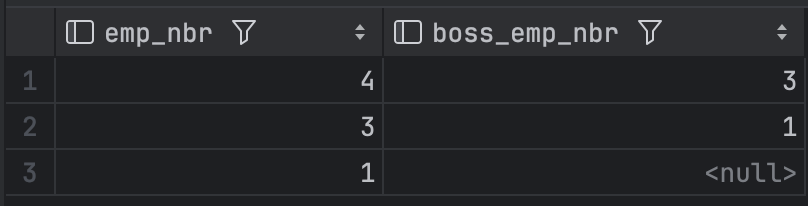 emp_nbr boss_emp_nbr
1 4 3
2 3 1
3 1 <null>